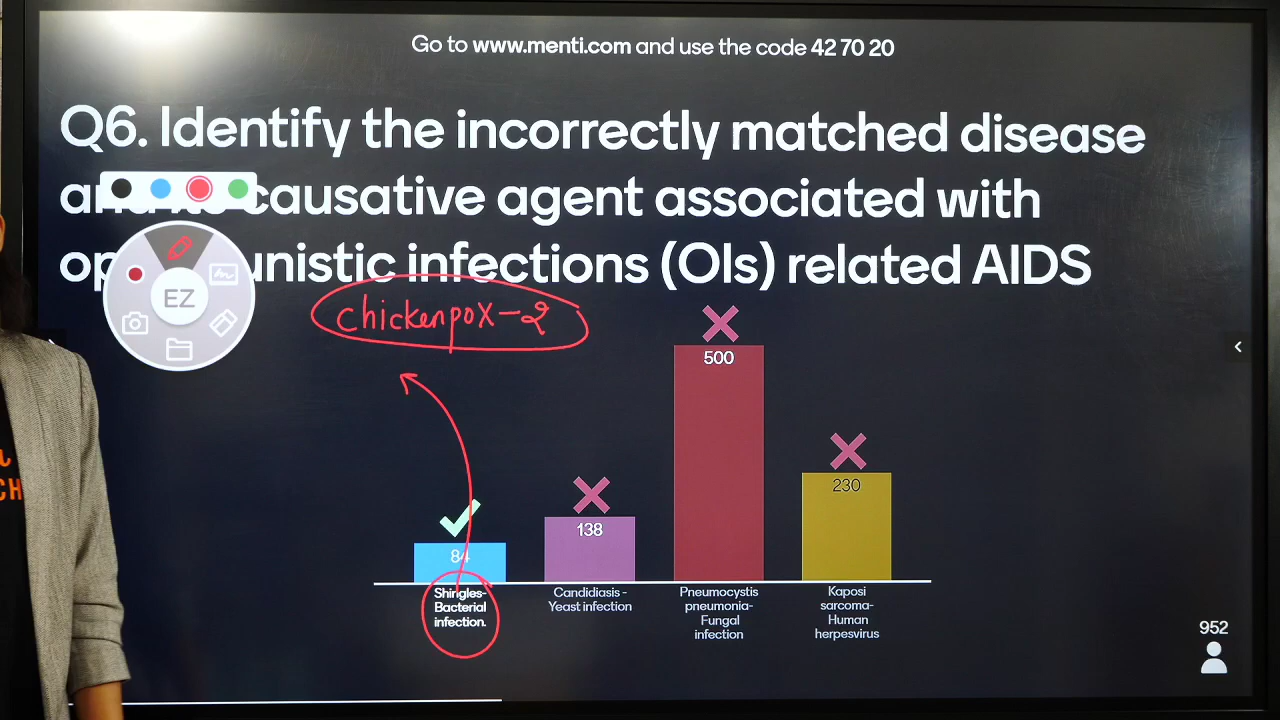 Go to www.menti.com and use the code 42 70 20
Q6. Identify the incorrectly matched disease
causative agent associated with
infections (OIs) related AIDS
EZ
chickenpox-2
500
230
138
84
Shingles-
Bacterial
infection.
Candidiasis -
Yeast infection
Pneumocystis
pneumonia-
Fungal
infection
Kaposi
sarcoma-
Human
herpesvirus
952
CH